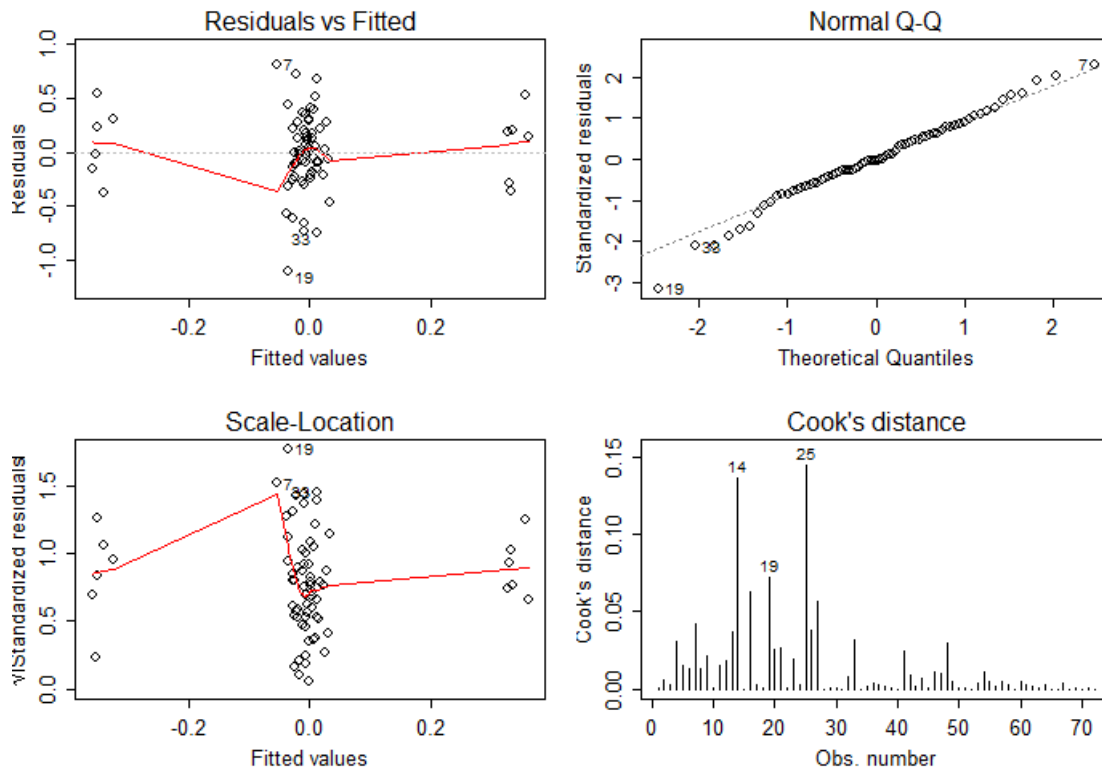 Residuals vs Fitted
Residuals
1.0
0.5
0.0
-0.5
-1.0
7
33
19
-0.2 0.0 0.2
Fitted values
Normal Q-Q
Standardized residuals
2
1
0
-1
-2
-3
7
33
19
-2 -1 0 1 2
Theoretical Quantiles
Scale-Location
√|Standardized residuals|
1.5
1.0
0.5
0.0
19
7
33
-0.2 0.0 0.2
Fitted values
Cook's distance
Cook's distance
0.15
0.10
0.05
0.00
14
25
19
0 10 20 30 40 50 60 70
Obs. number